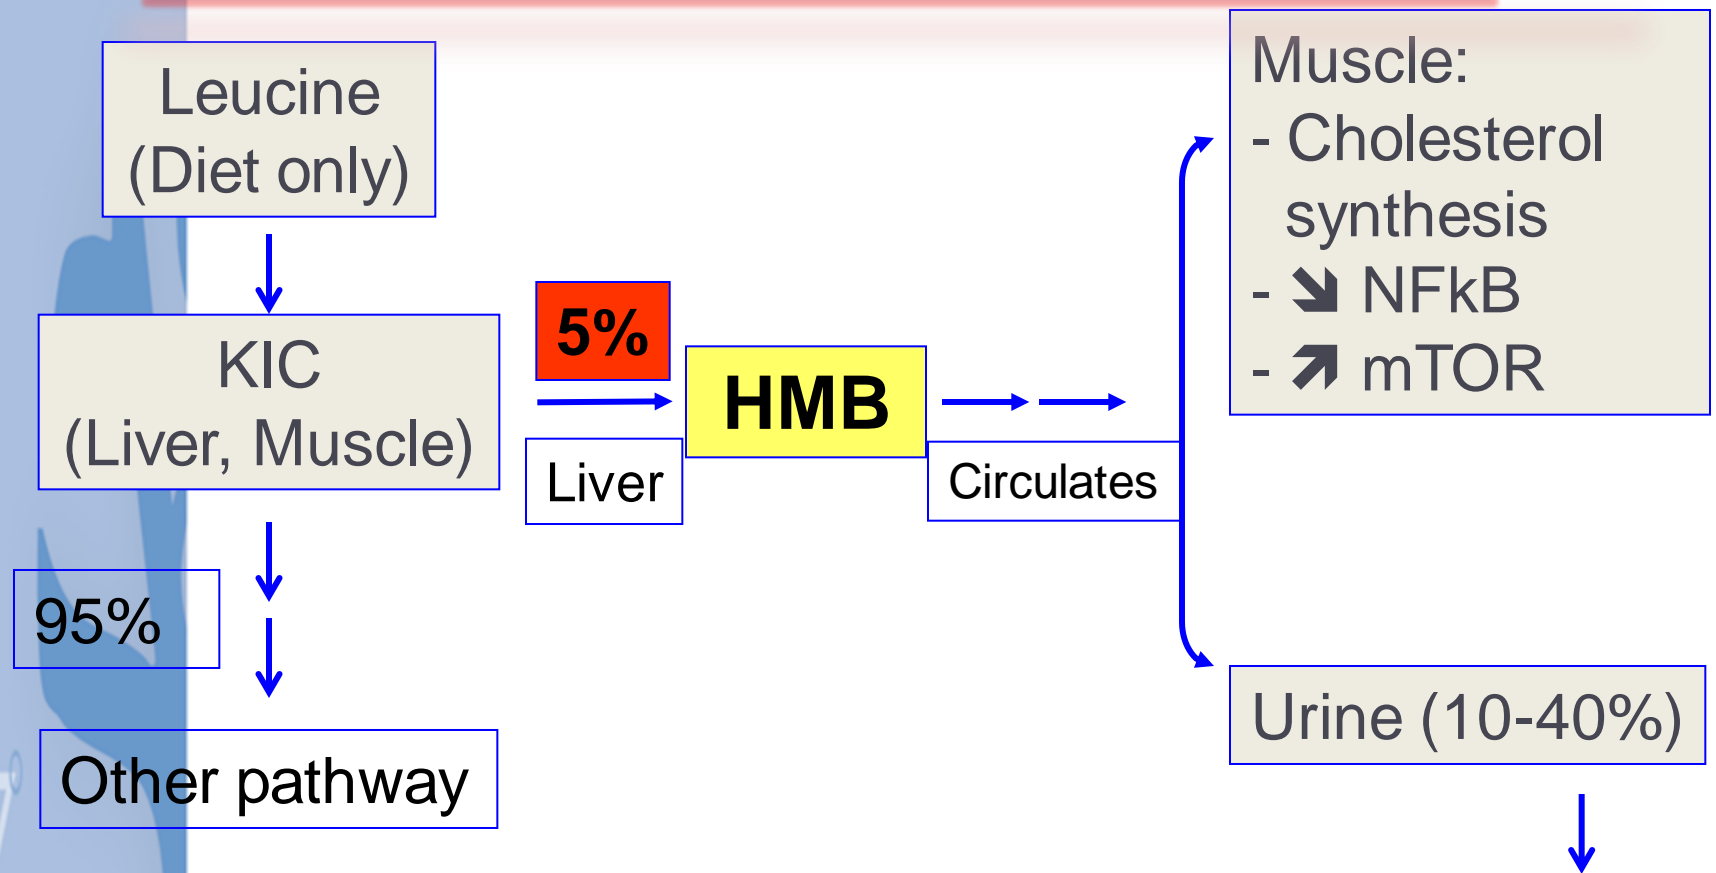 Leucine
(Diet only)
KIC
(Liver, Muscle)
95%
Other pathway
5%
Liver
HMB
Circulates
Muscle:
- Cholesterol
synthesis
- ➘ NFkB
- ➚ mTOR
Urine (10-40%)